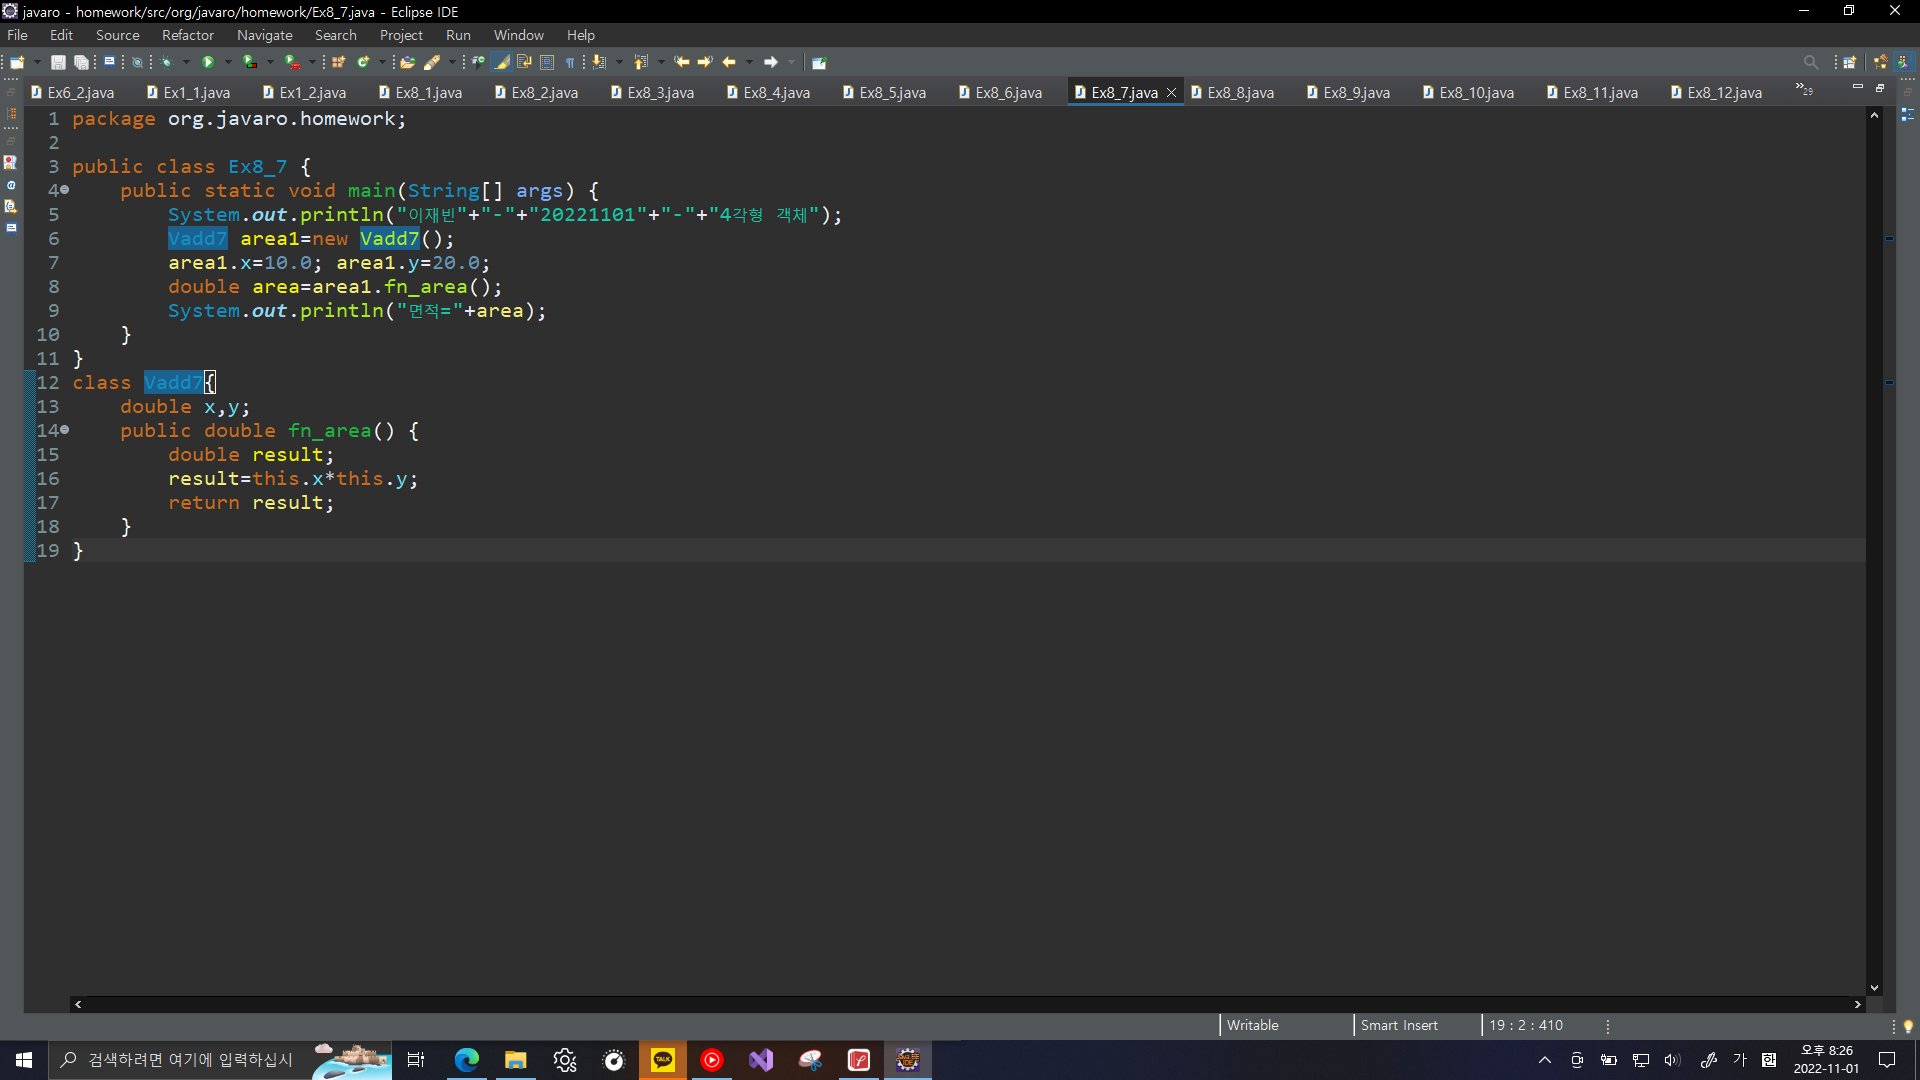 javaro - homework/src/org/javaro/homework/Ex8_7.java - Eclipse IDE
File Edit Source Refactor Navigate Search Project Run Window Help
Ex6_2.java Ex1_1.java Ex1_2.java Ex8_1.java Ex8_2.java Ex8_3.java Ex8_4.java Ex8_5.java Ex8_6.java Ex8_7.java Ex8_8.java Ex8_9.java Ex8_10.java Ex8_11.java Ex8_12.java »29
1 package org.javaro.homework;
2
3 public class Ex8_7 {
4 public static void main(String[] args) {
5 System.out.println("이재빈"+"-"+"20221101"+"-"+"4각형 객체");
6 Vadd7 area1=new Vadd7();
7 area1.x=10.0; area1.y=20.0;
8 double area=area1.fn_area();
9 System.out.println("면적="+area);
10 }
11 }
12 class Vadd7{
13 double x,y;
14 public double fn_area() {
15 double result;
16 result=this.x*this.y;
17 return result;
18 }
19 }
Writable Smart Insert 19 : 2 : 410
검색하려면 여기에 입력하십시 TALK 가 한 오후 8:26
2022-11-01